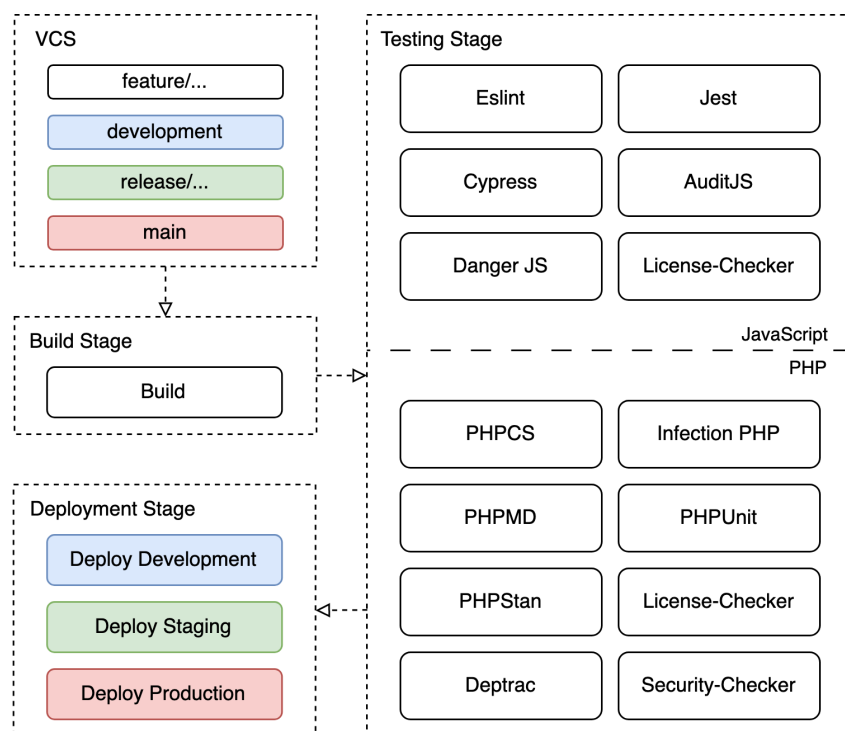 VCS
feature/...
development
release/...
main
Build Stage
Build
Deployment Stage
Deploy Development
Deploy Staging
Deploy Production
Testing Stage
Eslint
Jest
Cypress
AuditJS
Danger JS
License-Checker
JavaScript
PHP
PHPCS
Infection PHP
PHPMD
PHPUnit
PHPStan
License-Checker
Deptrac
Security-Checker